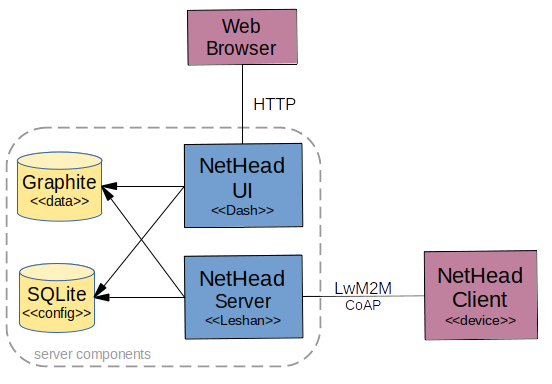 Web
Browser
HTTP
Graphite
<<data>>
NetHead
UI
<<Dash>>
SQLite
<<config>>
NetHead
Server
<<Leshan>>
LwM2M
CoAP
NetHead
Client
<<device>>
server components